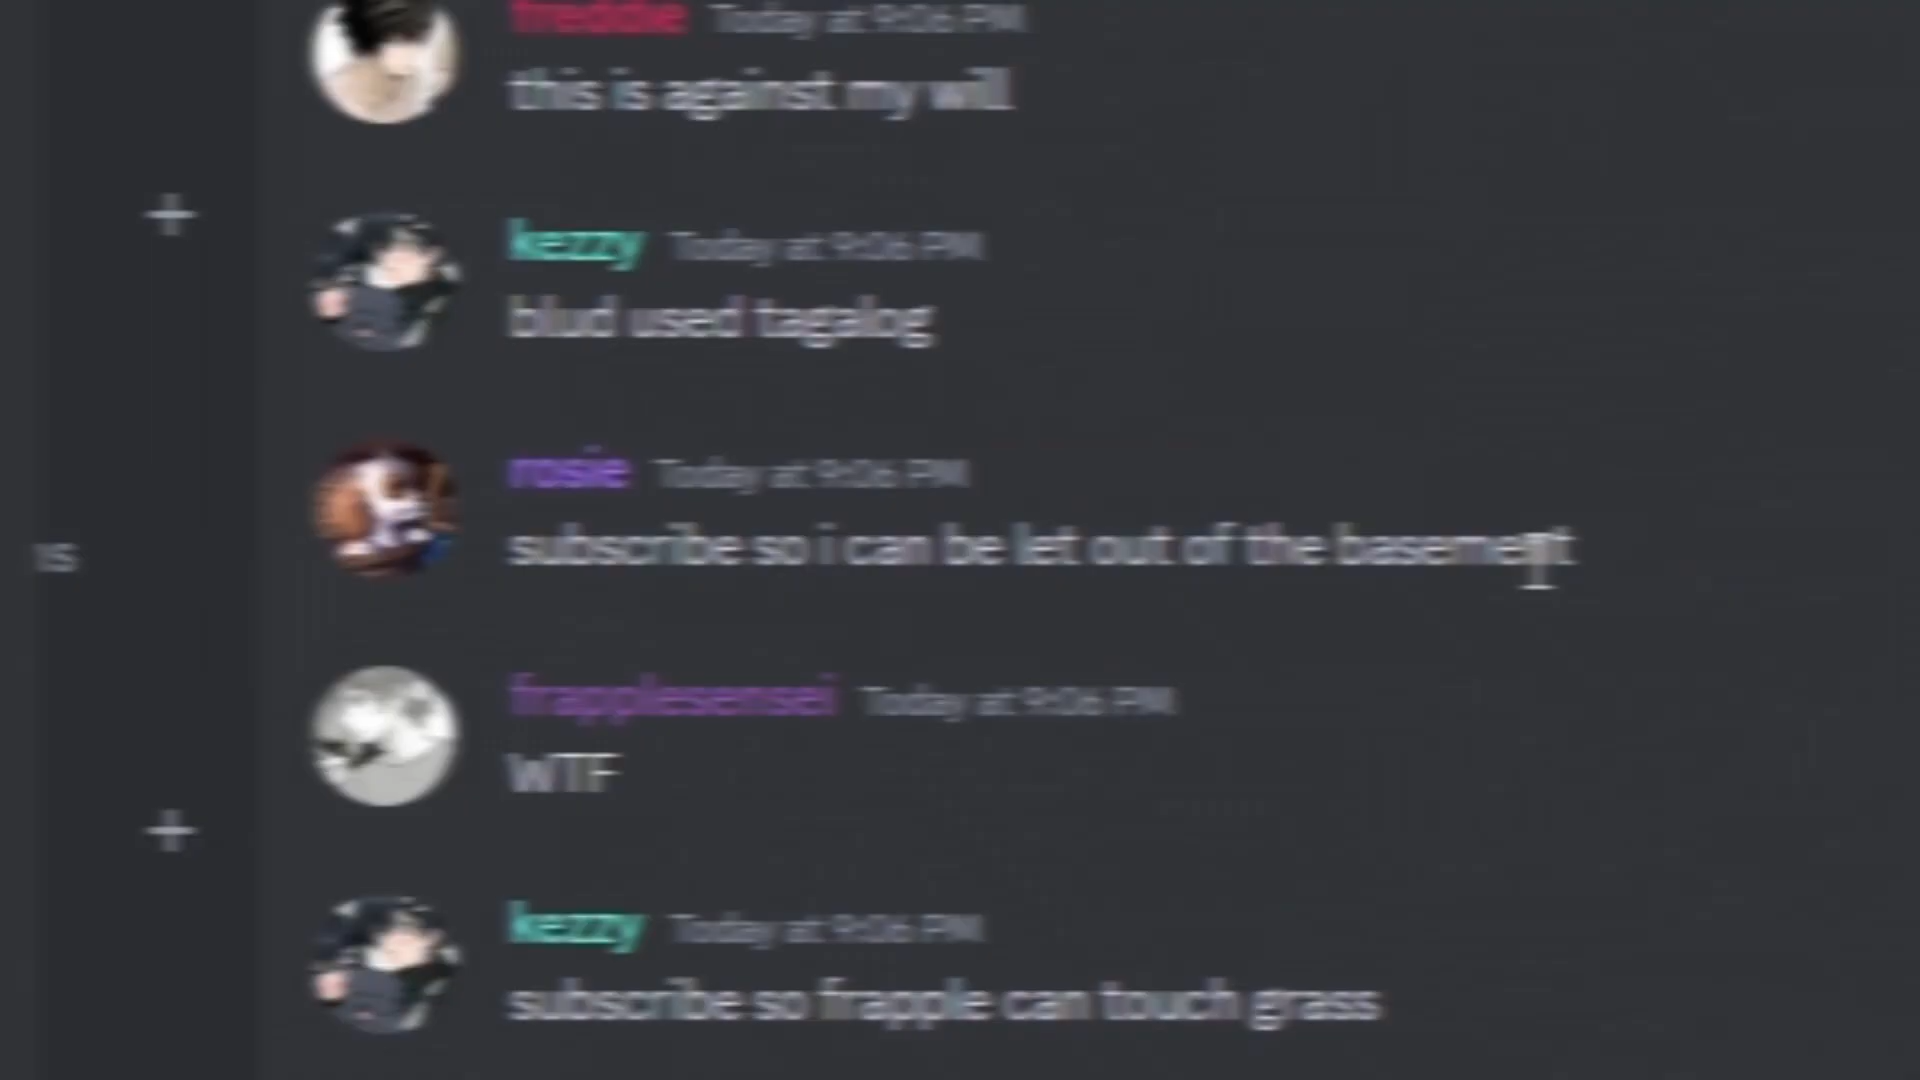 freddie Today at 9:06 PM
this is against my will
kezzy Today at 9:06 PM
blud used tagalog
rosie Today at 9:06 PM
subscribe so i can be let out of the basement
frapplesensei Today at 9:06 PM
WTF
kezzy Today at 9:06 PM
subscribe so frapple can touch grass